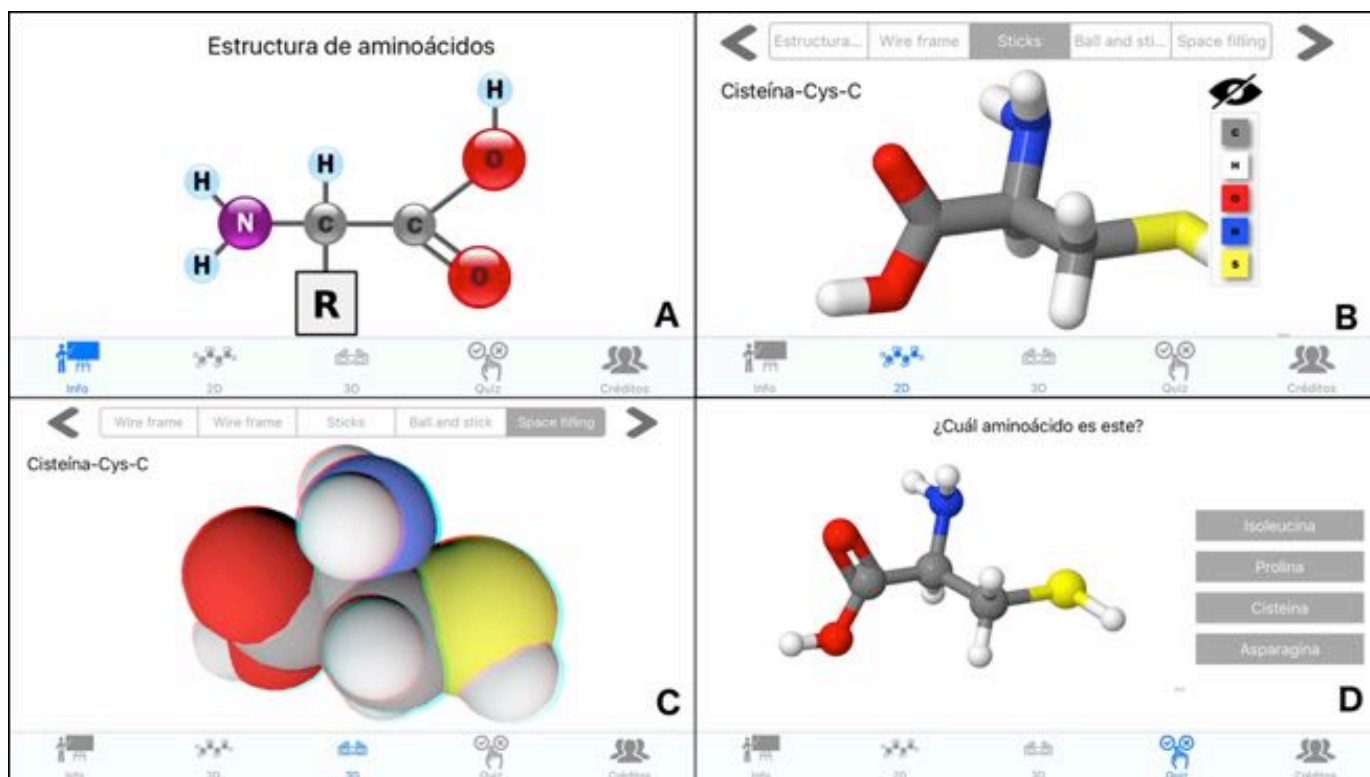 Estructura de aminoácidos
H
H
H
O
N
C
C
H
O
R
A
Info
2D
3D
Quiz
Créditos
Estructura...
Wire frame
Sticks
Ball and sti...
Space filling
Cisteína-Cys-C
C
H
O
N
S
B
Info
2D
3D
Quiz
Créditos
Wire frame
Wire frame
Sticks
Ball and stick
Space filling
Cisteína-Cys-C
C
Info
2D
3D
Quiz
Créditos
¿Cuál aminoácido es este?
Isoleucina
Prolina
Cisteína
Asparagina
D
Info
2D
3D
Quiz
Créditos